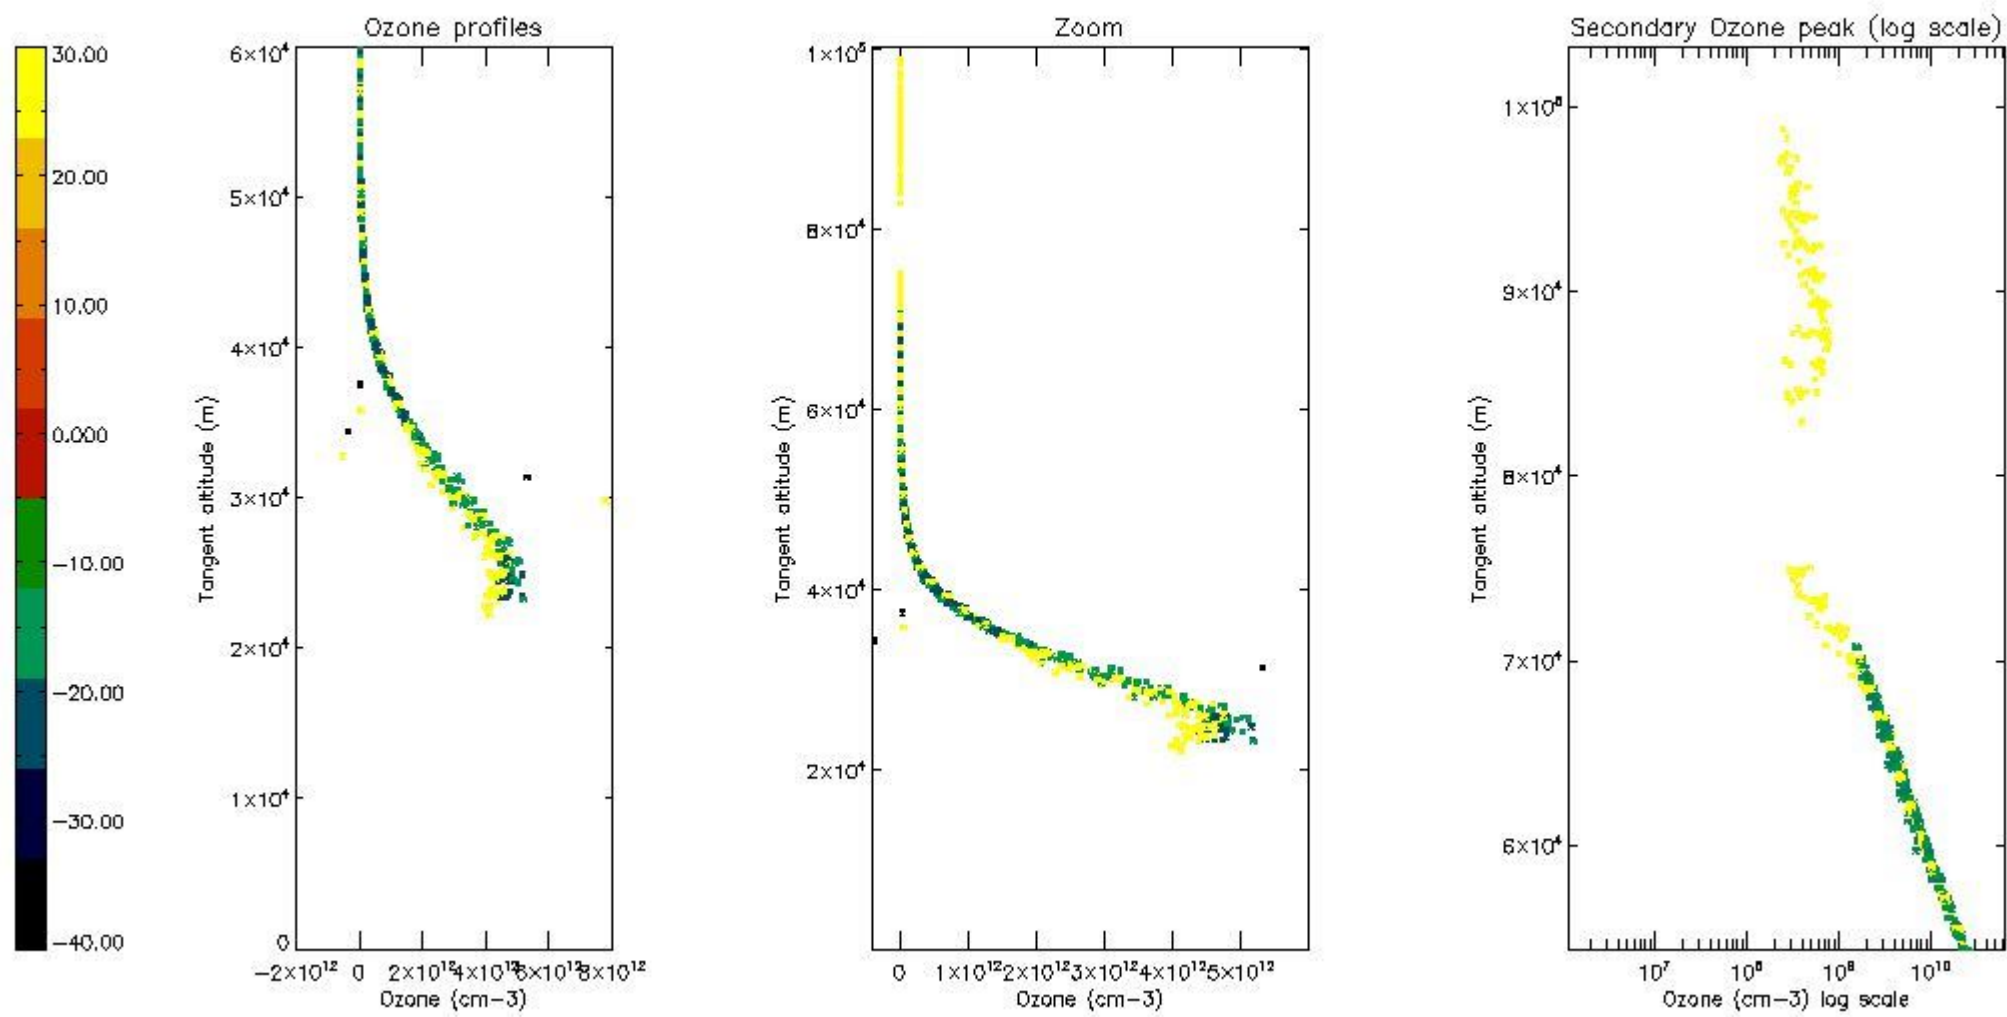 Ozone profiles
Zoom
Secondary Ozone peak (log scale)
30.00
20.00
10.00
0.000
−10.00
−20.00
−30.00
−40.00
6×10⁴
5×10⁴
4×10⁴
3×10⁴
2×10⁴
1×10⁴
0
Tangent altitude (m)
−2×10¹² 0 2×10¹² 4×10¹² 6×10¹² 8×10¹²
Ozone (cm−3)
1×10⁵
8×10⁴
6×10⁴
4×10⁴
2×10⁴
Tangent altitude (m)
0 1×10¹² 2×10¹² 3×10¹² 4×10¹² 5×10¹²
Ozone (cm−3)
1×10⁵
9×10⁴
8×10⁴
7×10⁴
6×10⁴
Tangent altitude (m)
10⁷ 10⁸ 10⁹ 10¹⁰
Ozone (cm−3) log scale